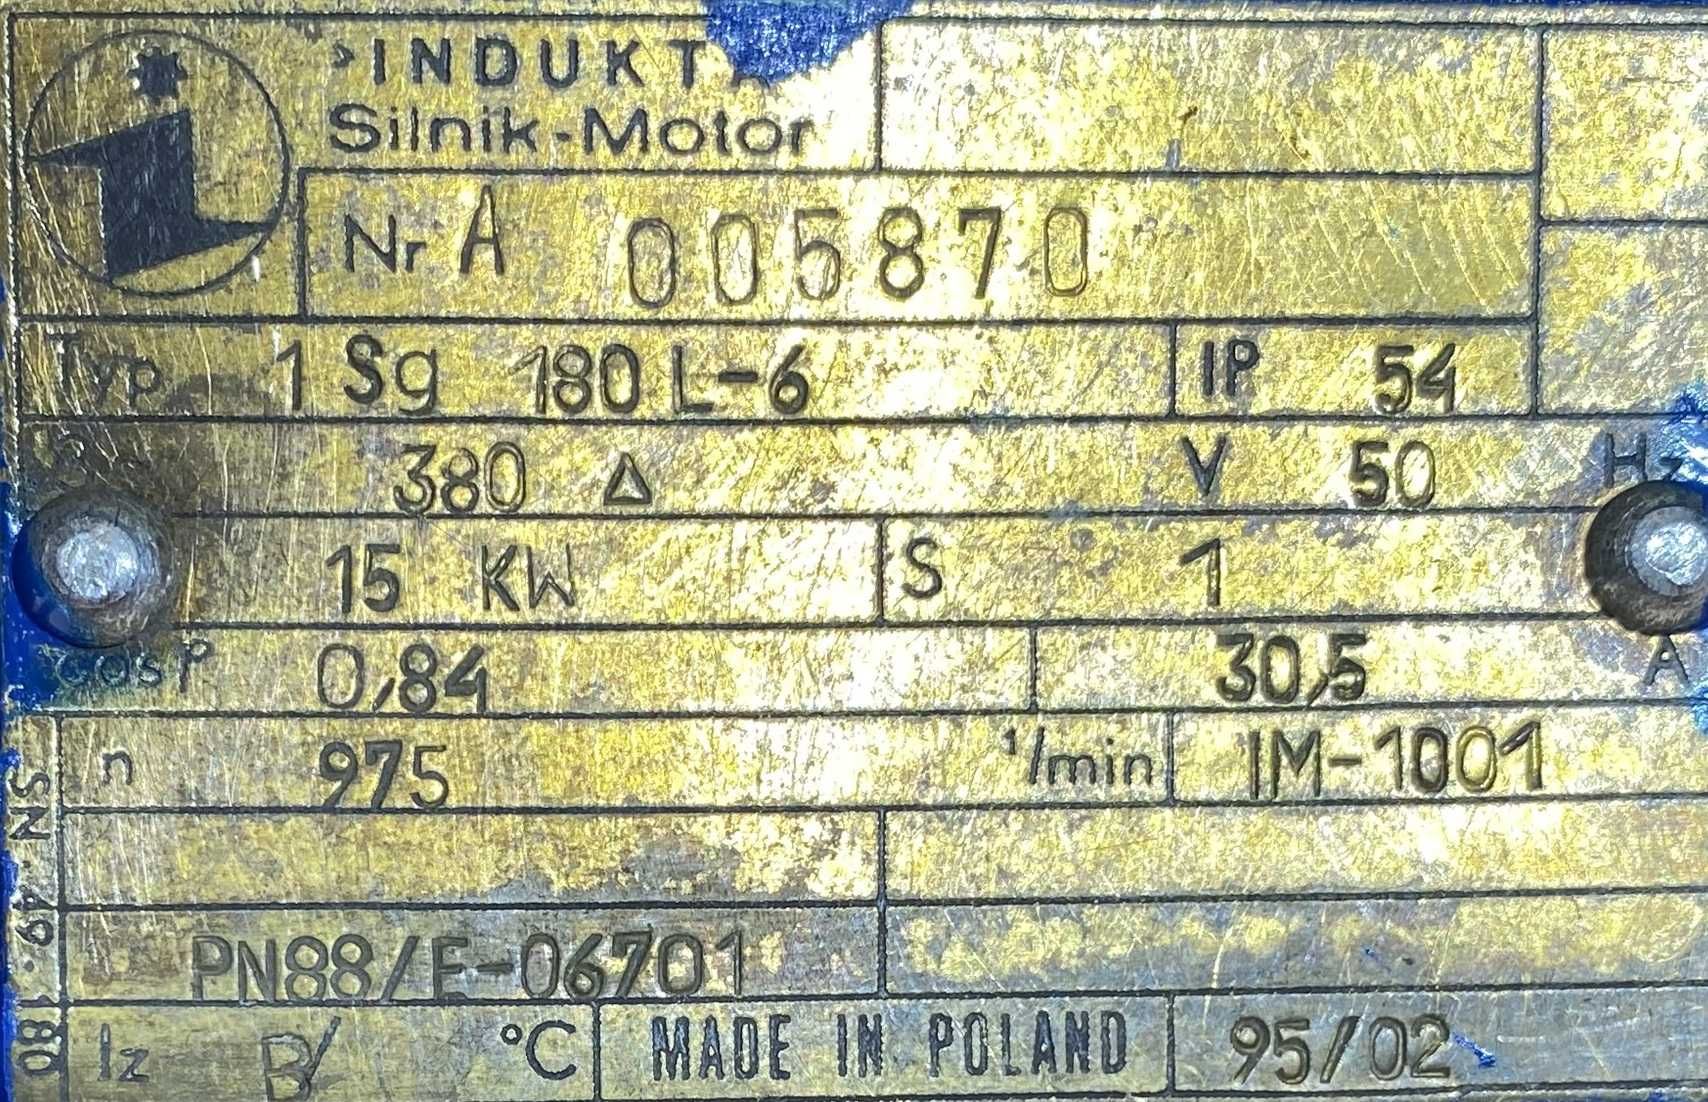 INDUKT
Silnik-Motor
Nr A 005870
Typ 1 Sg 180 L-6 IP 54
380 Δ V 50 Hz
15 KW S 1
cosφ 0,84 30,5 A
n 975 1/min IM-1001
PN88/E-06701
Iz B °C MADE IN POLAND 95/02
SN-49-180